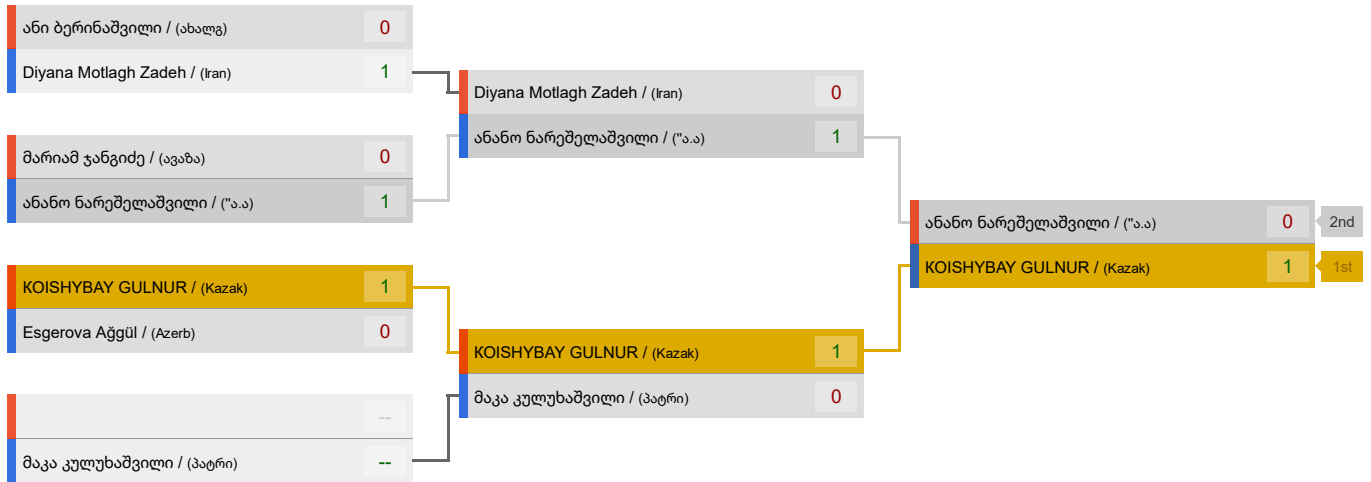 ანი ბერინაშვილი / (ახალგ) 0
Diyana Motlagh Zadeh / (Iran) 1
მარიამ ჯანგიძე / (ავაზა) 0
ანანო ნარეშელაშვილი / ("ა.ა) 1
KOISHYBAY GULNUR / (Kazak) 1
Esgerova Ağgül / (Azerb) 0
--
მაკა კულუხაშვილი / (პატრი) --
Diyana Motlagh Zadeh / (Iran) 0
ანანო ნარეშელაშვილი / ("ა.ა) 1
KOISHYBAY GULNUR / (Kazak) 1
მაკა კულუხაშვილი / (პატრი) 0
ანანო ნარეშელაშვილი / ("ა.ა) 0 2nd
KOISHYBAY GULNUR / (Kazak) 1 1st